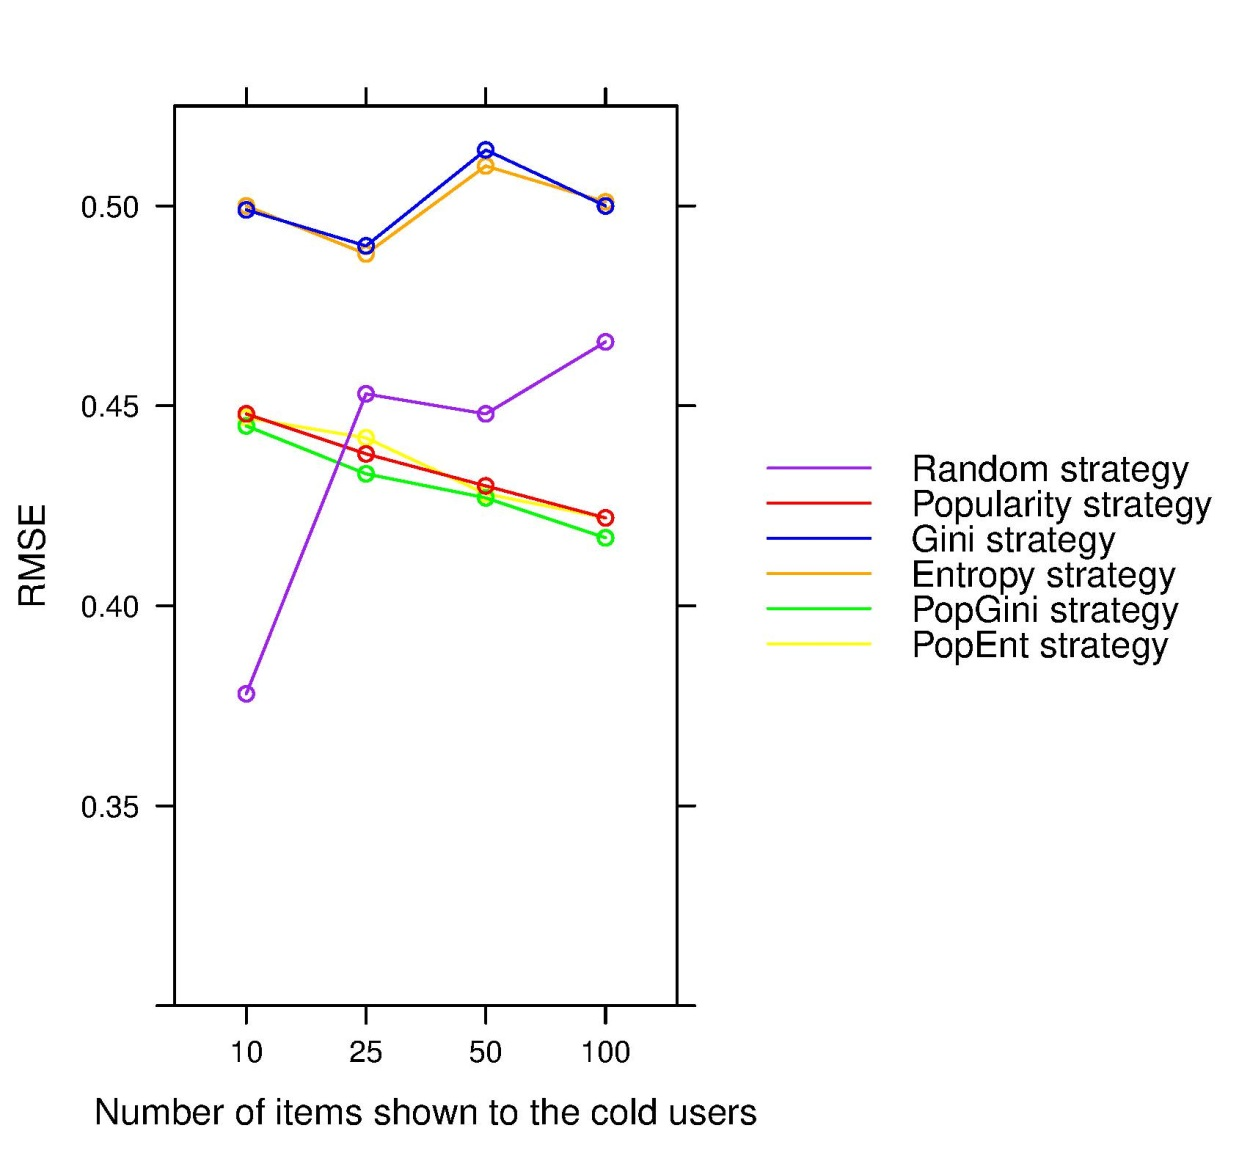 0.50
0.45
0.40
0.35
RMSE
10 25 50 100
Number of items shown to the cold users
Random strategy
Popularity strategy
Gini strategy
Entropy strategy
PopGini strategy
PopEnt strategy